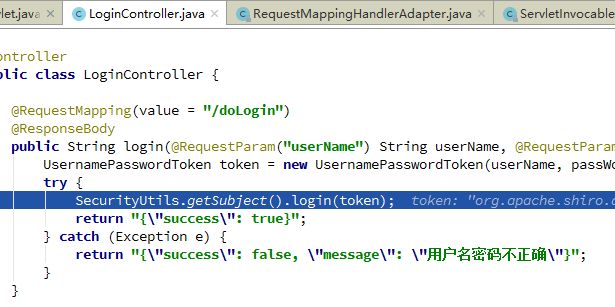 vlet.java × LoginController.java × RequestMappingHandlerAdapter.java × ServletInvocable
ontroller
blic class LoginController {
@RequestMapping(value = "/doLogin")
@ResponseBody
public String login(@RequestParam("userName") String userName, @RequestParam
UsernamePasswordToken token = new UsernamePasswordToken(userName, passWo
try {
SecurityUtils.getSubject().login(token); token: "org.apache.shiro.a
return "{\"success\": true}";
} catch (Exception e) {
return "{\"success\": false, \"message\": \"用户名密码不正确\"}";
}
}